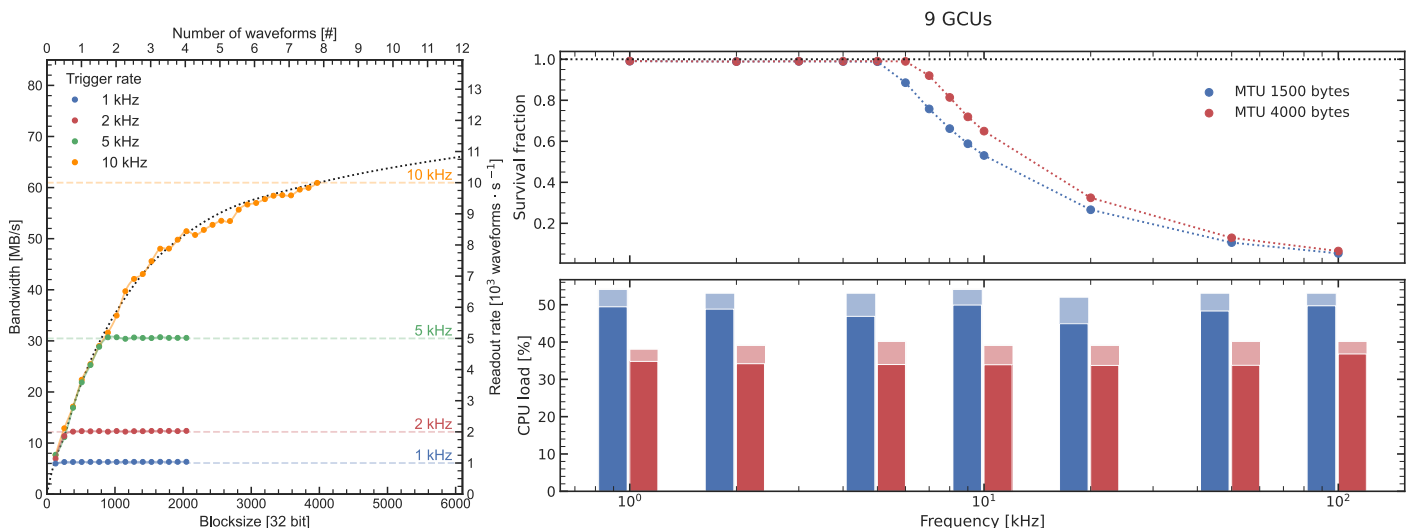 Number of waveforms [#]
0 1 2 3 4 5 6 7 8 9 10 11 12
Bandwidth [MB/s]
80
70
60
50
40
30
20
10
0
Trigger rate
1 kHz
2 kHz
5 kHz
10 kHz
10 kHz
5 kHz
2 kHz
1 kHz
13
12
11
10
9
8
7
6
5
4
3
2
1
0
Readout rate [10³ waveforms · s⁻¹]
0 1000 2000 3000 4000 5000 6000
Blocksize [32 bit]
9 GCUs
Survival fraction
1.0
0.8
0.6
0.4
0.2
MTU 1500 bytes
MTU 4000 bytes
CPU load [%]
50
40
30
20
10
0
10⁰ 10¹ 10²
Frequency [kHz]